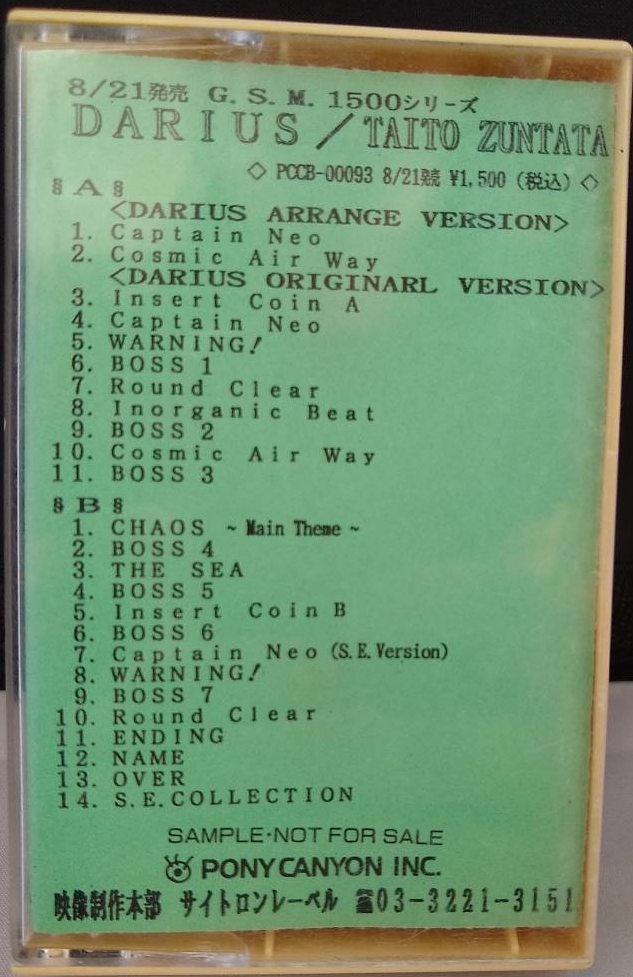 8/21発売 G.S.M. 1500シリーズ
DARIUS/TAITO ZUNTATA
◇ PCCB-00093 8/21発売 ¥1,500 (税込) ◇
§ A §
<DARIUS ARRANGE VERSION>
1. Captain Neo
2. Cosmic Air Way
<DARIUS ORIGINARL VERSION>
3. Insert Coin A
4. Captain Neo
5. WARNING!
6. BOSS 1
7. Round Clear
8. Inorganic Beat
9. BOSS 2
10. Cosmic Air Way
11. BOSS 3
§ B §
1. CHAOS ~ Main Theme ~
2. BOSS 4
3. THE SEA
4. BOSS 5
5. Insert Coin B
6. BOSS 6
7. Captain Neo (S.E.Version)
8. WARNING!
9. BOSS 7
10. Round Clear
11. ENDING
12. NAME
13. OVER
14. S.E.COLLECTION
SAMPLE・NOT FOR SALE
PONY CANYON INC.
映像制作本部 サイトロンレーベル ☎03-3221-3151